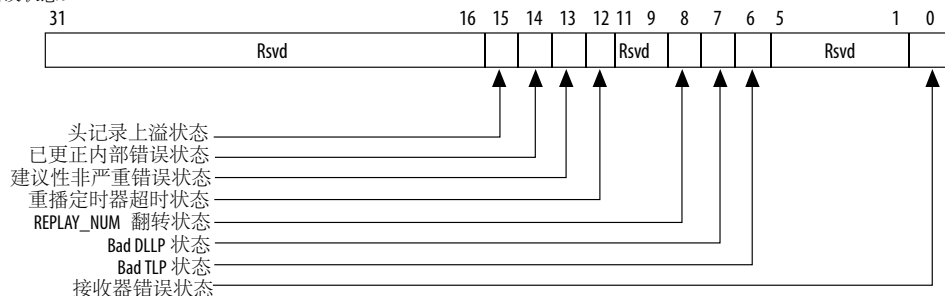 31 16 15 14 13 12 11 9 8 7 6 5 1 0
Rsvd Rsvd Rsvd
头记录上溢状态
已更正内部错误状态
建议性非严重错误状态
重播定时器超时状态
REPLAY_NUM 翻转状态
Bad DLLP 状态
Bad TLP 状态
接收器错误状态